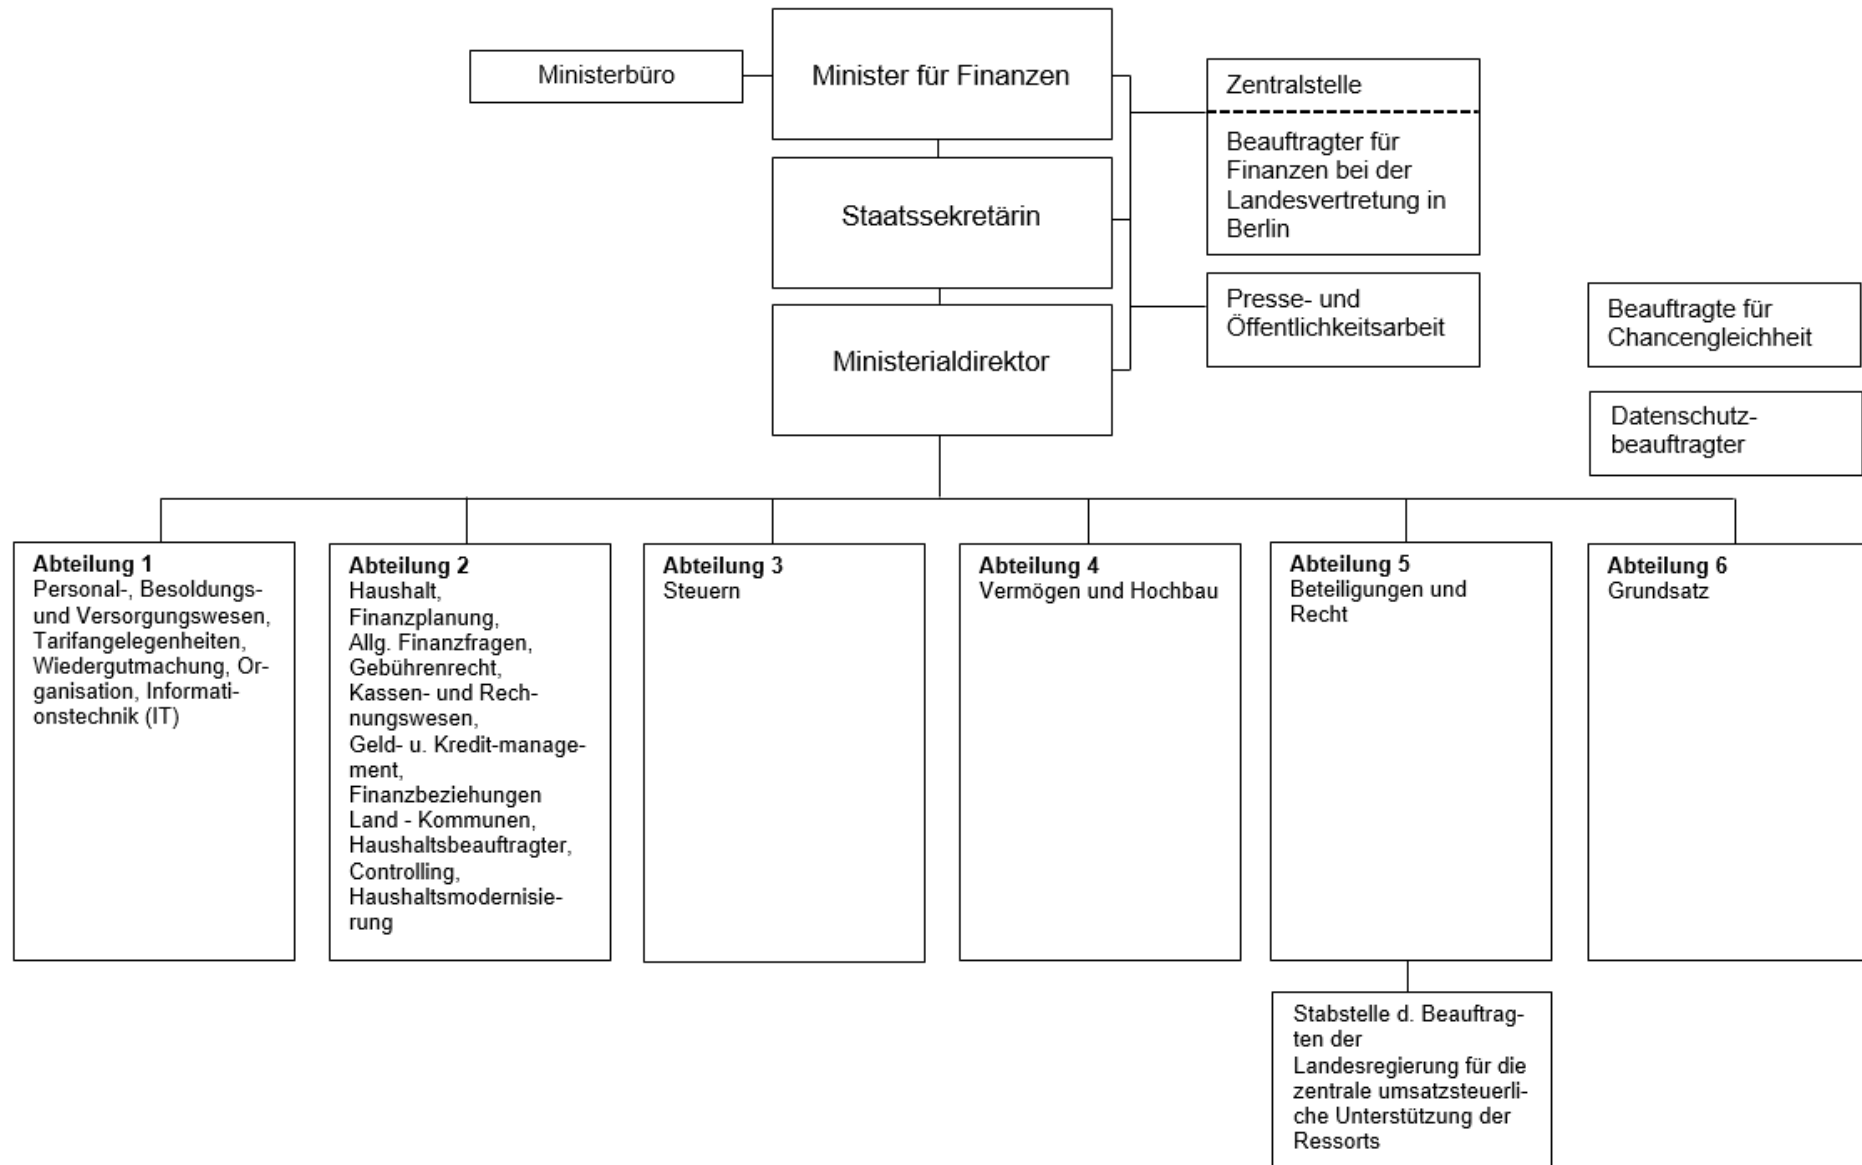 Ministerbüro
Minister für Finanzen
Zentralstelle
Beauftragter für
Finanzen bei der
Landesvertretung in
Berlin
Staatssekretärin
Presse- und
Öffentlichkeitsarbeit
Beauftragte für
Chancengleichheit
Ministerialdirektor
Datenschutz-
beauftragter
Abteilung 1
Personal-, Besoldungs-
und Versorgungswesen,
Tarifangelegenheiten,
Wiedergutmachung, Or-
ganisation, Informati-
onstechnik (IT)
Abteilung 2
Haushalt,
Finanzplanung,
Allg. Finanzfragen,
Gebührenrecht,
Kassen- und Rech-
nungswesen,
Geld- u. Kredit-manage-
ment,
Finanzbeziehungen
Land - Kommunen,
Haushaltsbeauftragter,
Controlling,
Haushaltsmodernisie-
rung
Abteilung 3
Steuern
Abteilung 4
Vermögen und Hochbau
Abteilung 5
Beteiligungen und
Recht
Abteilung 6
Grundsatz
Stabstelle d. Beauftrag-
ten der
Landesregierung für die
zentrale umsatzsteuerli-
che Unterstützung der
Ressorts